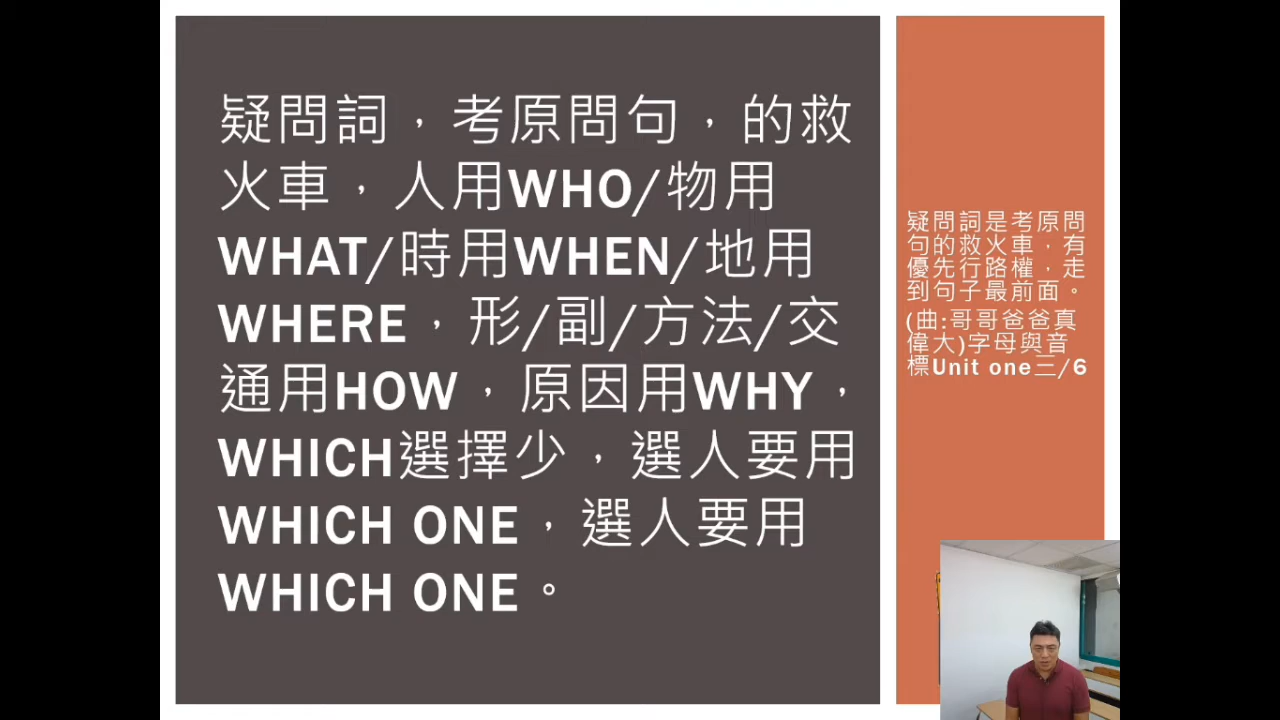 疑問詞，考原問句，的救
火車，人用WHO/物用
WHAT/時用WHEN/地用
WHERE，形/副/方法/交
通用HOW，原因用WHY，
WHICH選擇少，選人要用
WHICH ONE，選人要用
WHICH ONE。
疑問詞是考原問
句的救火車，有
優先行路權，走
到句子最前面。
(曲:哥哥爸爸真
偉大)字母與音
標Unit one三/6